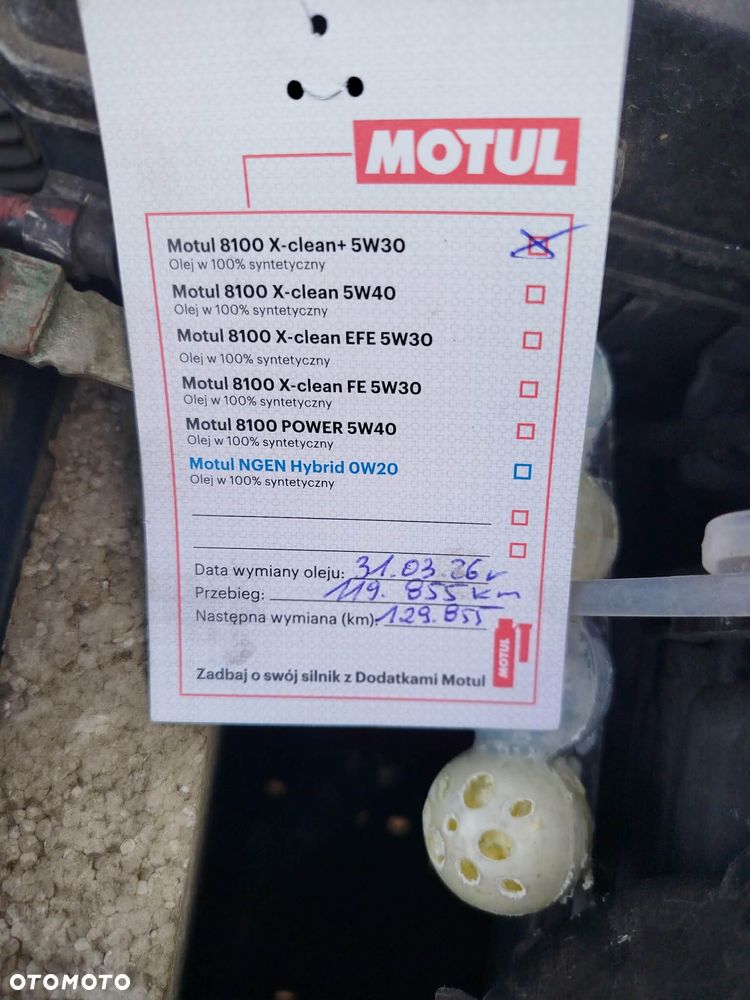 MOTUL
Motul 8100 X-clean+ 5W30
Olej w 100% syntetyczny
Motul 8100 X-clean 5W40
Olej w 100% syntetyczny
Motul 8100 X-clean EFE 5W30
Olej w 100% syntetyczny
Motul 8100 X-clean FE 5W30
Olej w 100% syntetyczny
Motul 8100 POWER 5W40
Olej w 100% syntetyczny
Motul NGEN Hybrid 0W20
Olej w 100% syntetyczny
Data wymiany oleju: 31.03.26r
Przebieg: 119.855 km
Następna wymiana (km): 129.855
Zadbaj o swój silnik z Dodatkami Motul
MOTUL
OTOMOTO